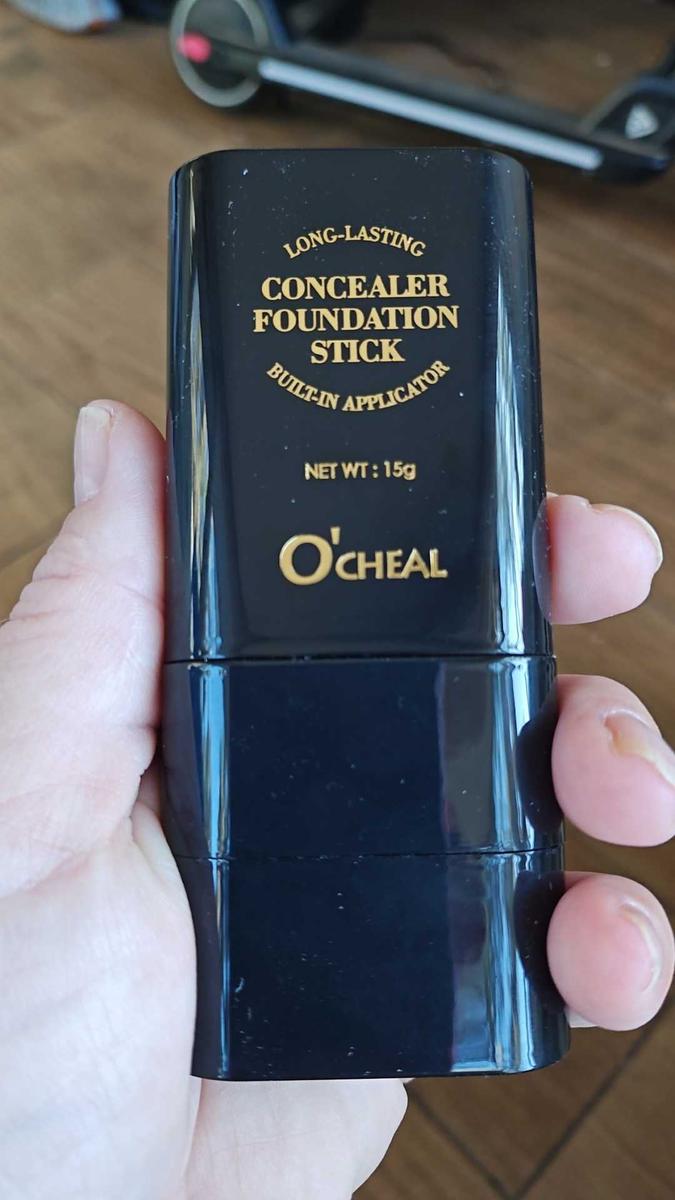 LONG-LASTING
CONCEALER
FOUNDATION
STICK
BUILT-IN APPLICATOR
NET WT : 15g
O'CHEAL